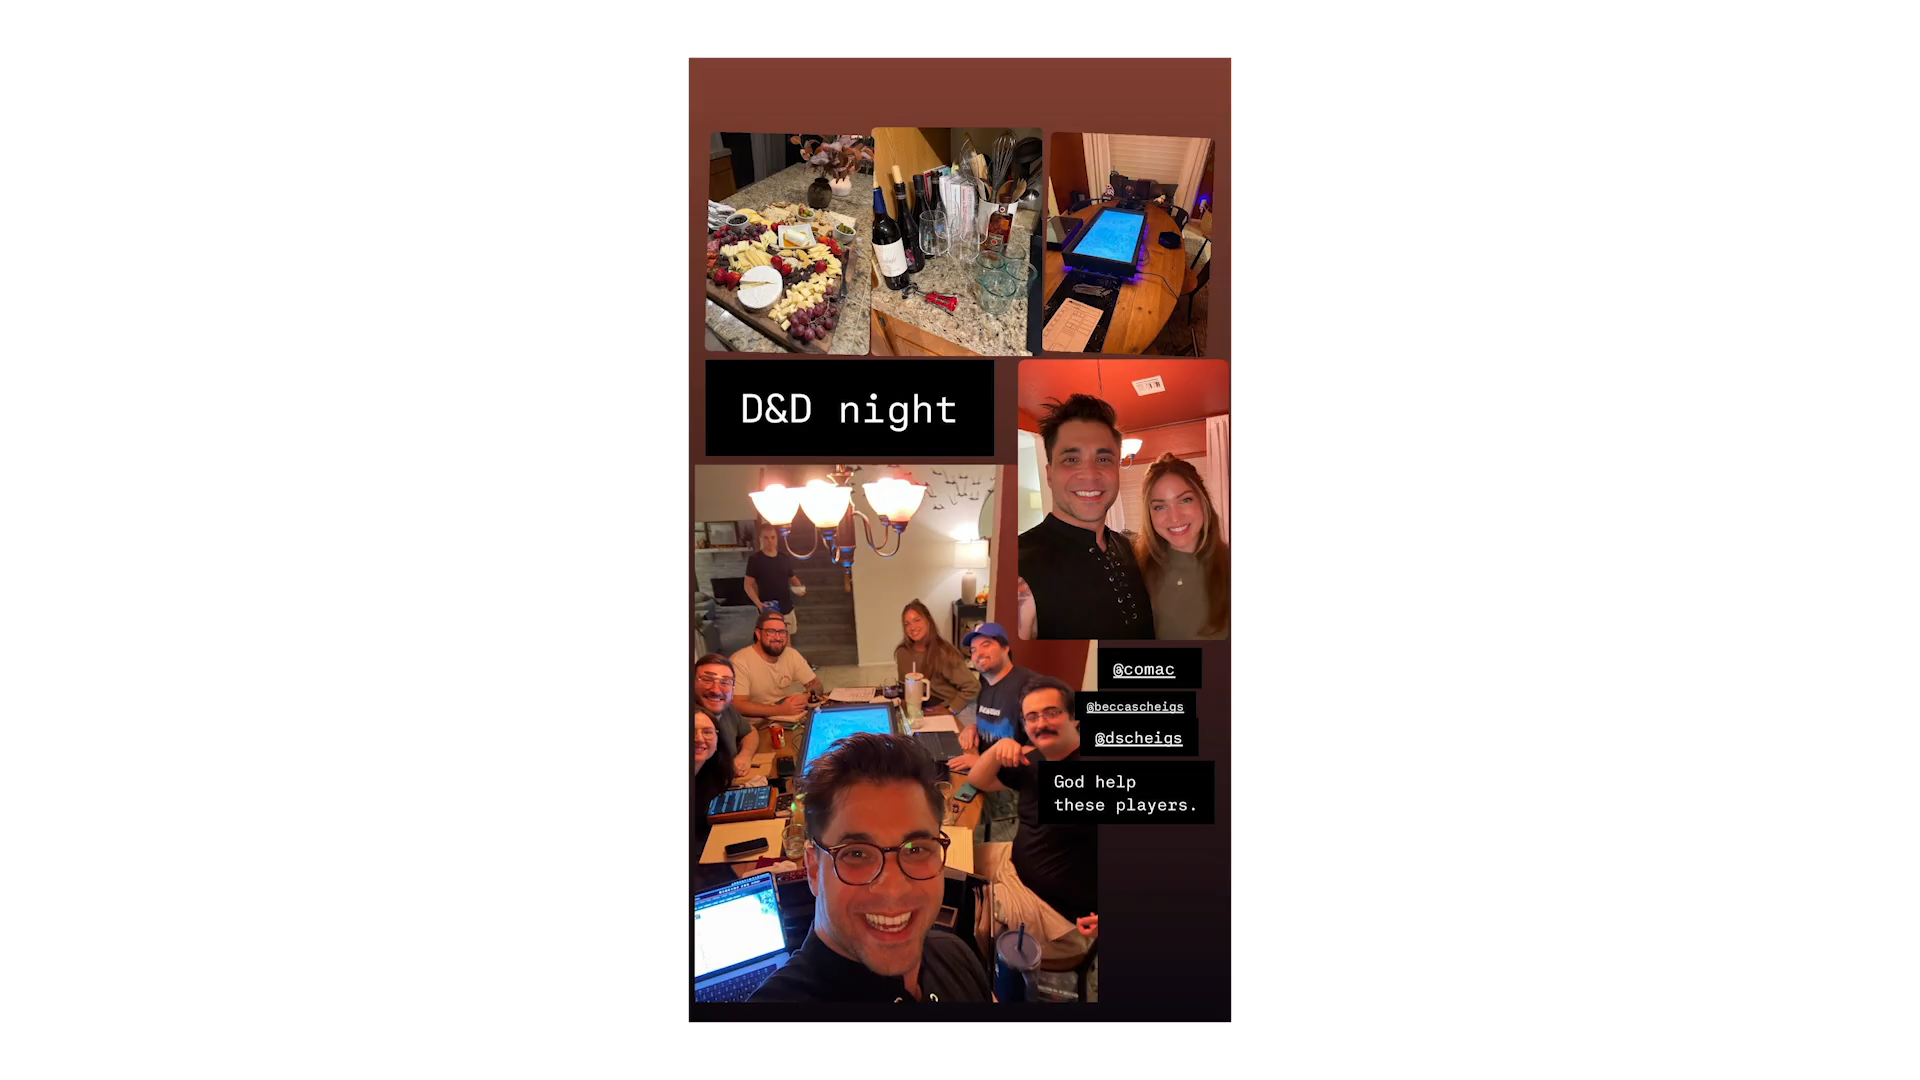 D&D night
@comac
@beccascheigs
@dscheigs
God help
these players.